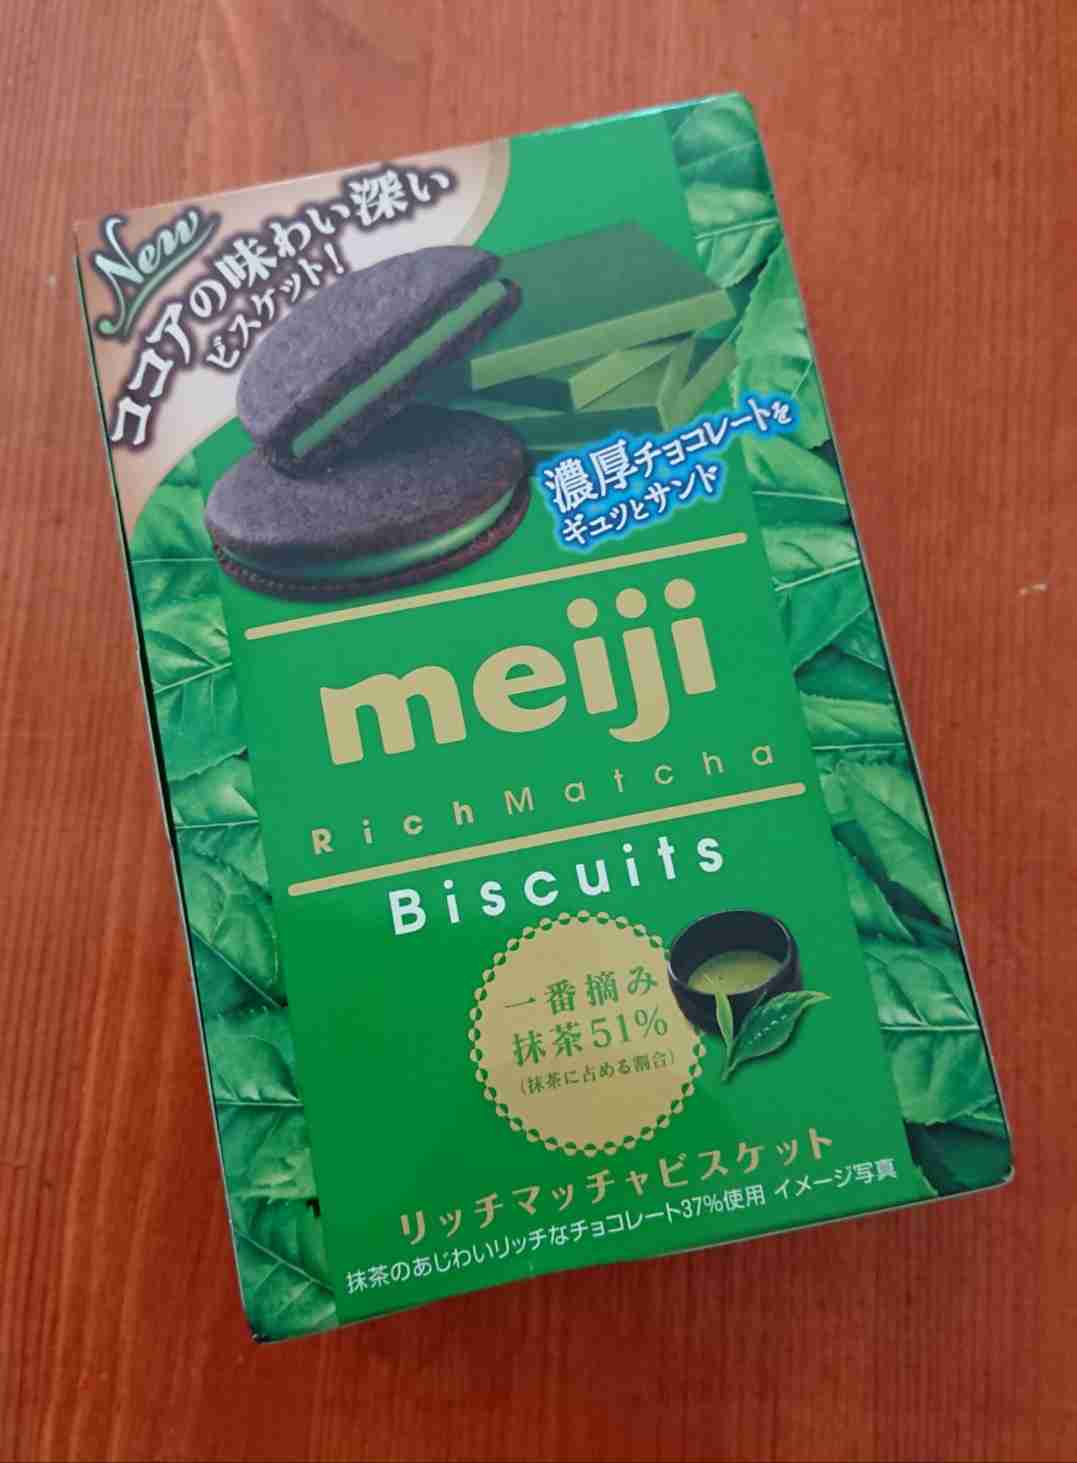 New
ココアの味わい深い
ビスケット!
濃厚チョコレートを
ギュッとサンド
meiji
Rich Matcha
Biscuits
一番摘み
抹茶51%
(抹茶に占める割合)
リッチマッチャビスケット
抹茶のあじわいリッチなチョコレート37%使用 イメージ写真